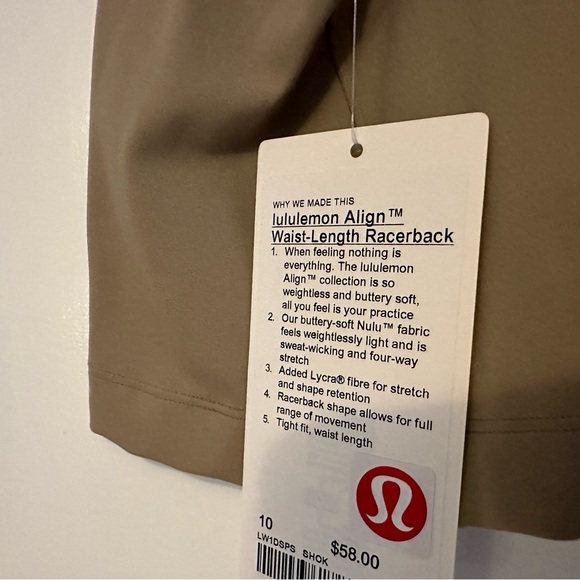 WHY WE MADE THIS
lululemon Align™
Waist-Length Racerback
1. When feeling nothing is
everything. The lululemon
Align™ collection is so
weightless and buttery soft,
all you feel is your practice
2. Our buttery-soft Nulu™ fabric
feels weightlessly light and is
sweat-wicking and four-way
stretch
3. Added Lycra® fibre for stretch
and shape retention
4. Racerback shape allows for full
range of movement
5. Tight fit, waist length
10
LW1DSPS SHOK
$58.00